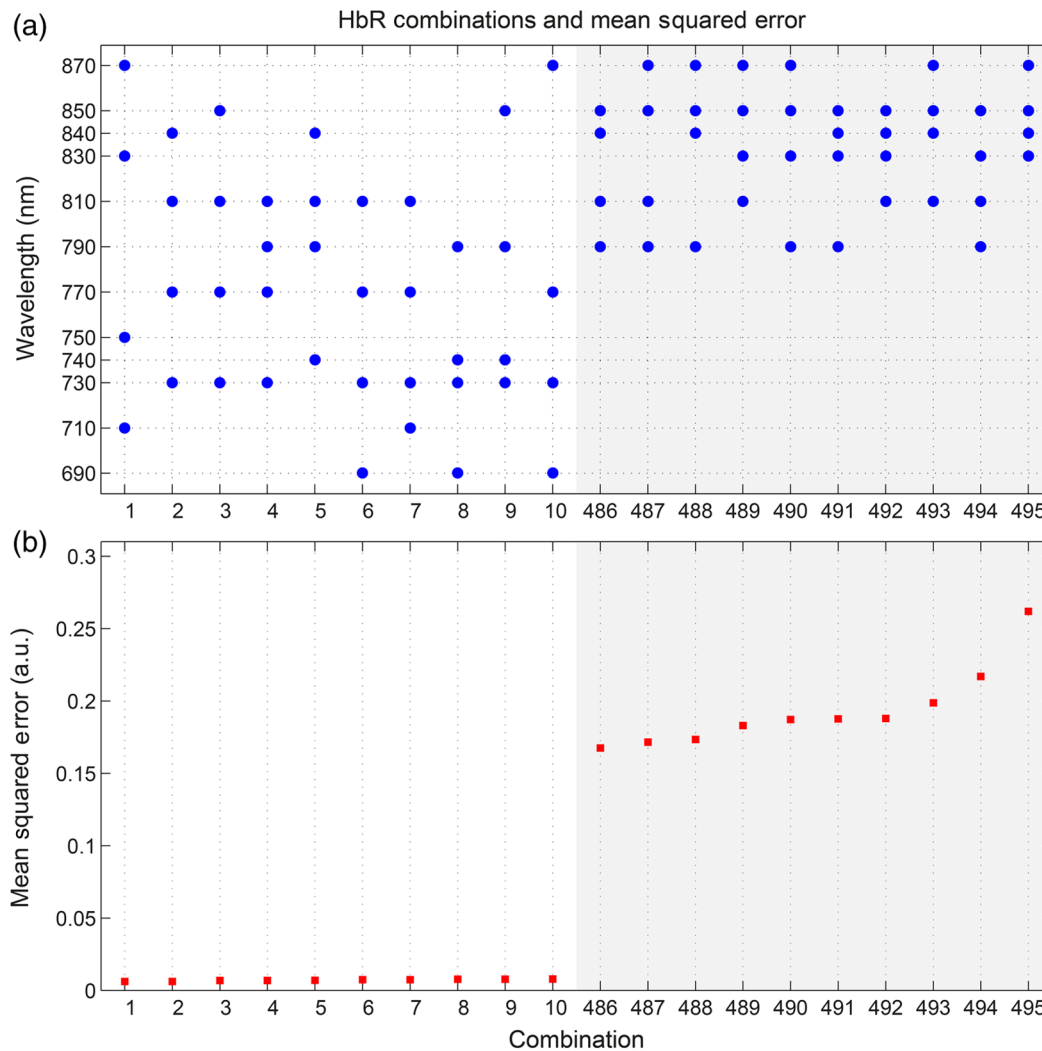 (a)
HbR combinations and mean squared error
Wavelength (nm)
870
850
840
830
810
790
770
750
740
730
710
690
1 2 3 4 5 6 7 8 9 10 486 487 488 489 490 491 492 493 494 495
(b)
Mean squared error (a.u.)
0.3
0.25
0.2
0.15
0.1
0.05
0
1 2 3 4 5 6 7 8 9 10 486 487 488 489 490 491 492 493 494 495
Combination